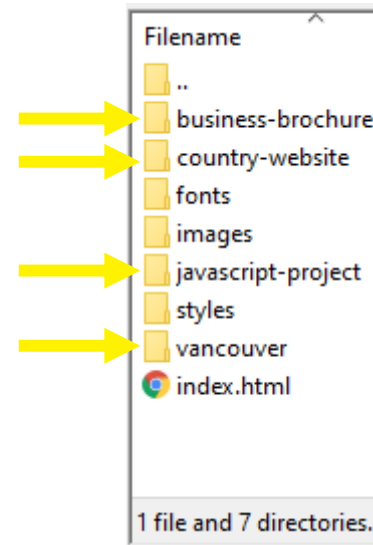 Filename
..
business-brochure
country-website
fonts
images
javascript-project
styles
vancouver
index.html
1 file and 7 directories.